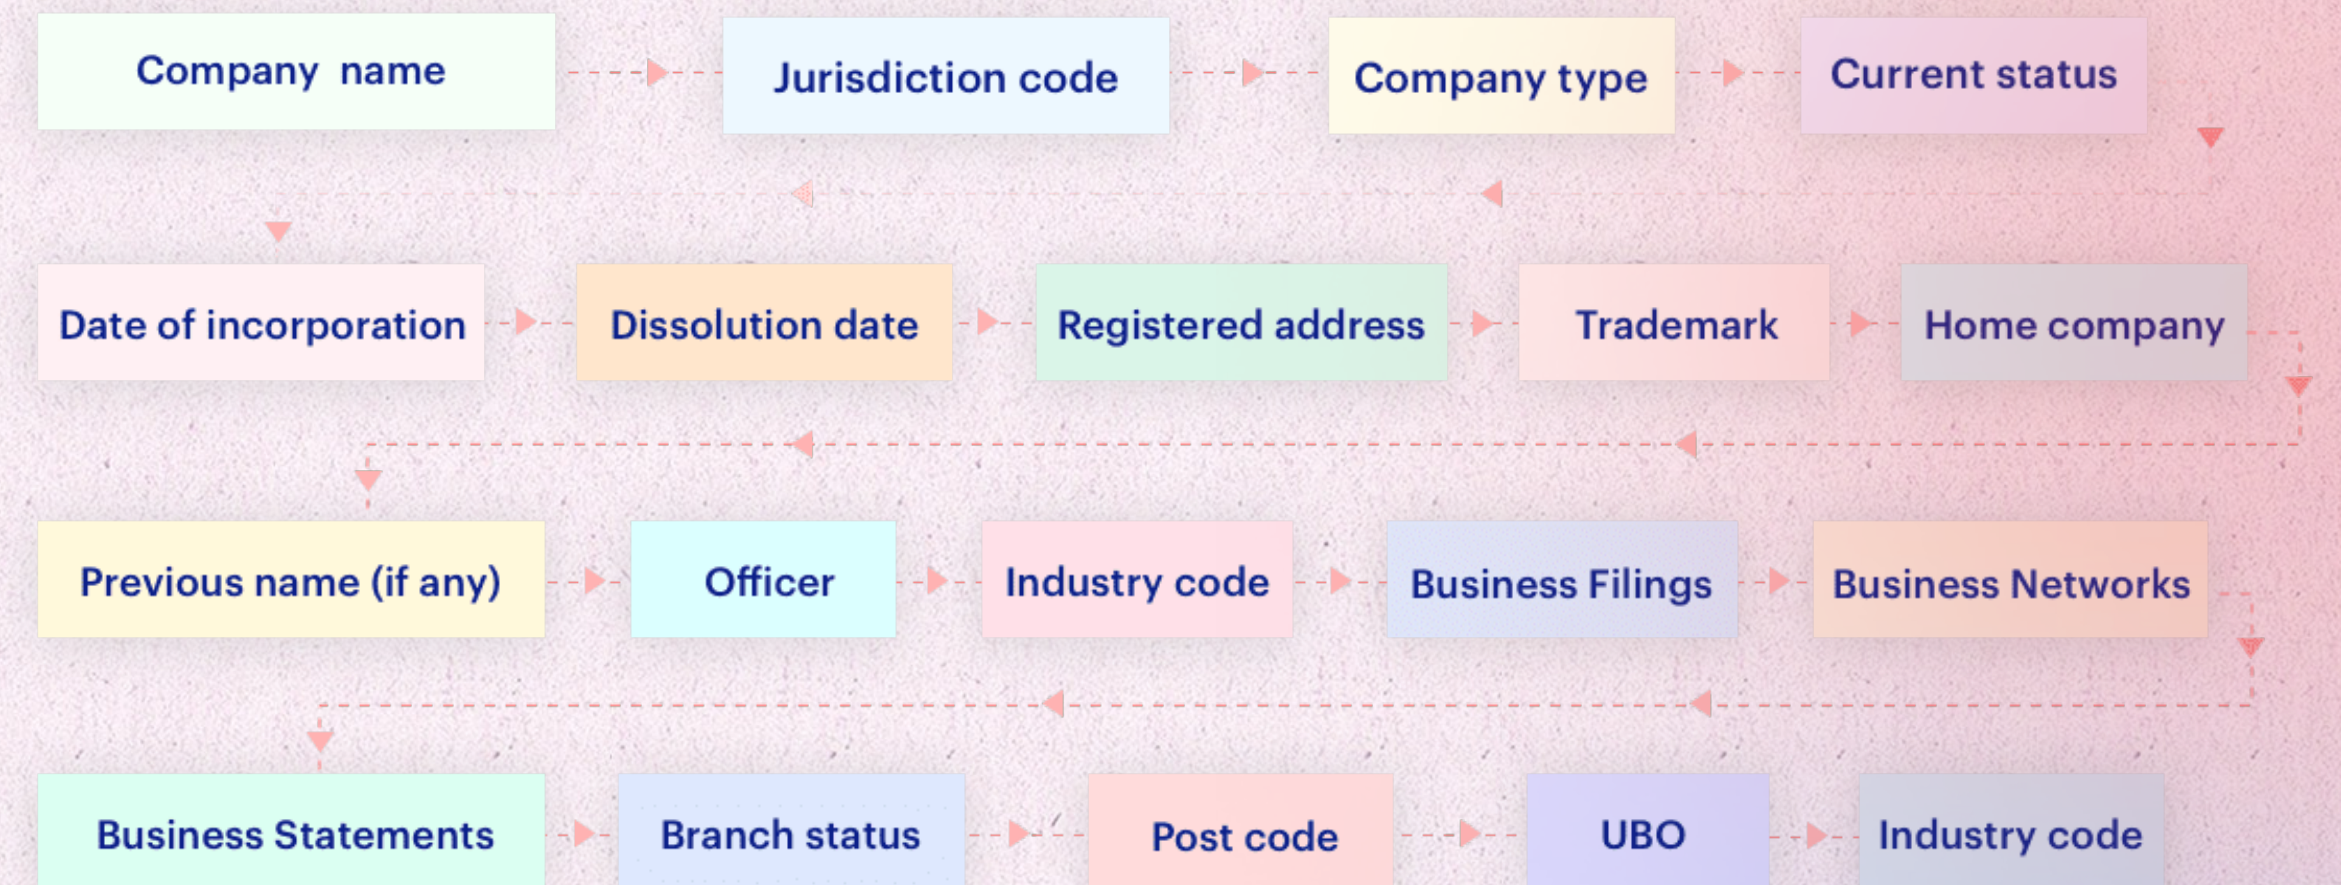 Company name
Jurisdiction code
Company type
Current status
Date of incorporation
Dissolution date
Registered address
Trademark
Home company
Previous name (if any)
Officer
Industry code
Business Filings
Business Networks
Business Statements
Branch status
Post code
UBO
Industry code